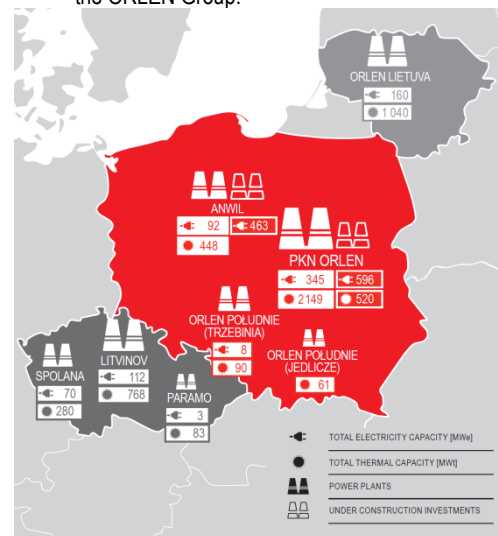 the ORLEN Group.
ORLEN LIETUVA
160
1 040
ANWIL
92 463
448
PKN ORLEN
345 596
2149 520
ORLEN POŁUDNIE
(TRZEBINIA)
8
90
ORLEN POŁUDNIE
(JEDLICZE)
61
LITVINOV
112
768
SPOLANA
70
280
PARAMO
3
83
TOTAL ELECTRICITY CAPACITY [MWe]
TOTAL THERMAL CAPACITY [MWt]
POWER PLANTS
UNDER CONSTRUCTION INVESTMENTS